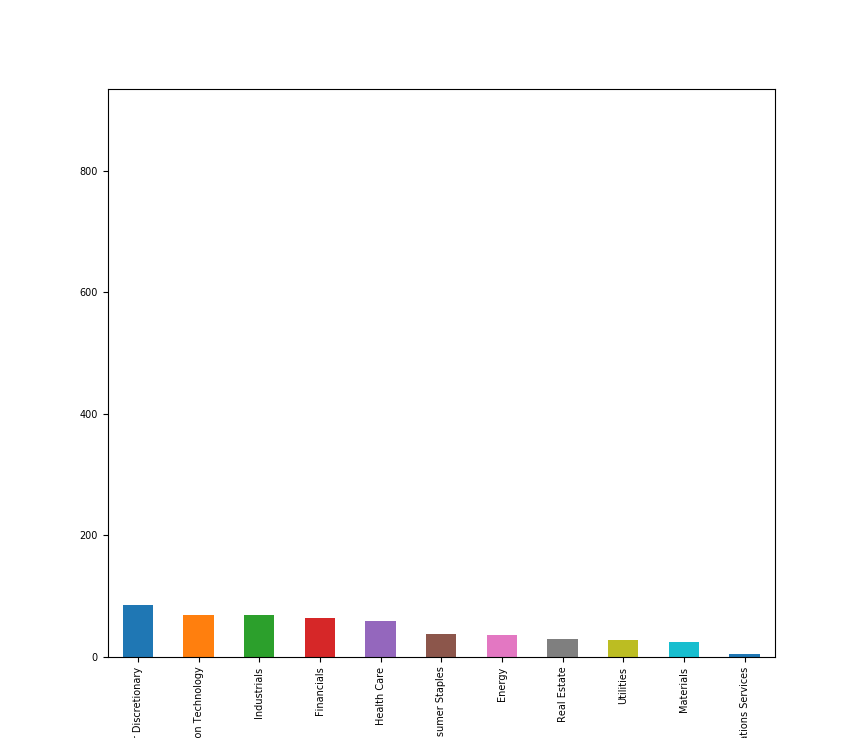 800
600
400
200
0
r Discretionary
on Technology
Industrials
Financials
Health Care
sumer Staples
Energy
Real Estate
Utilities
Materials
ations Services